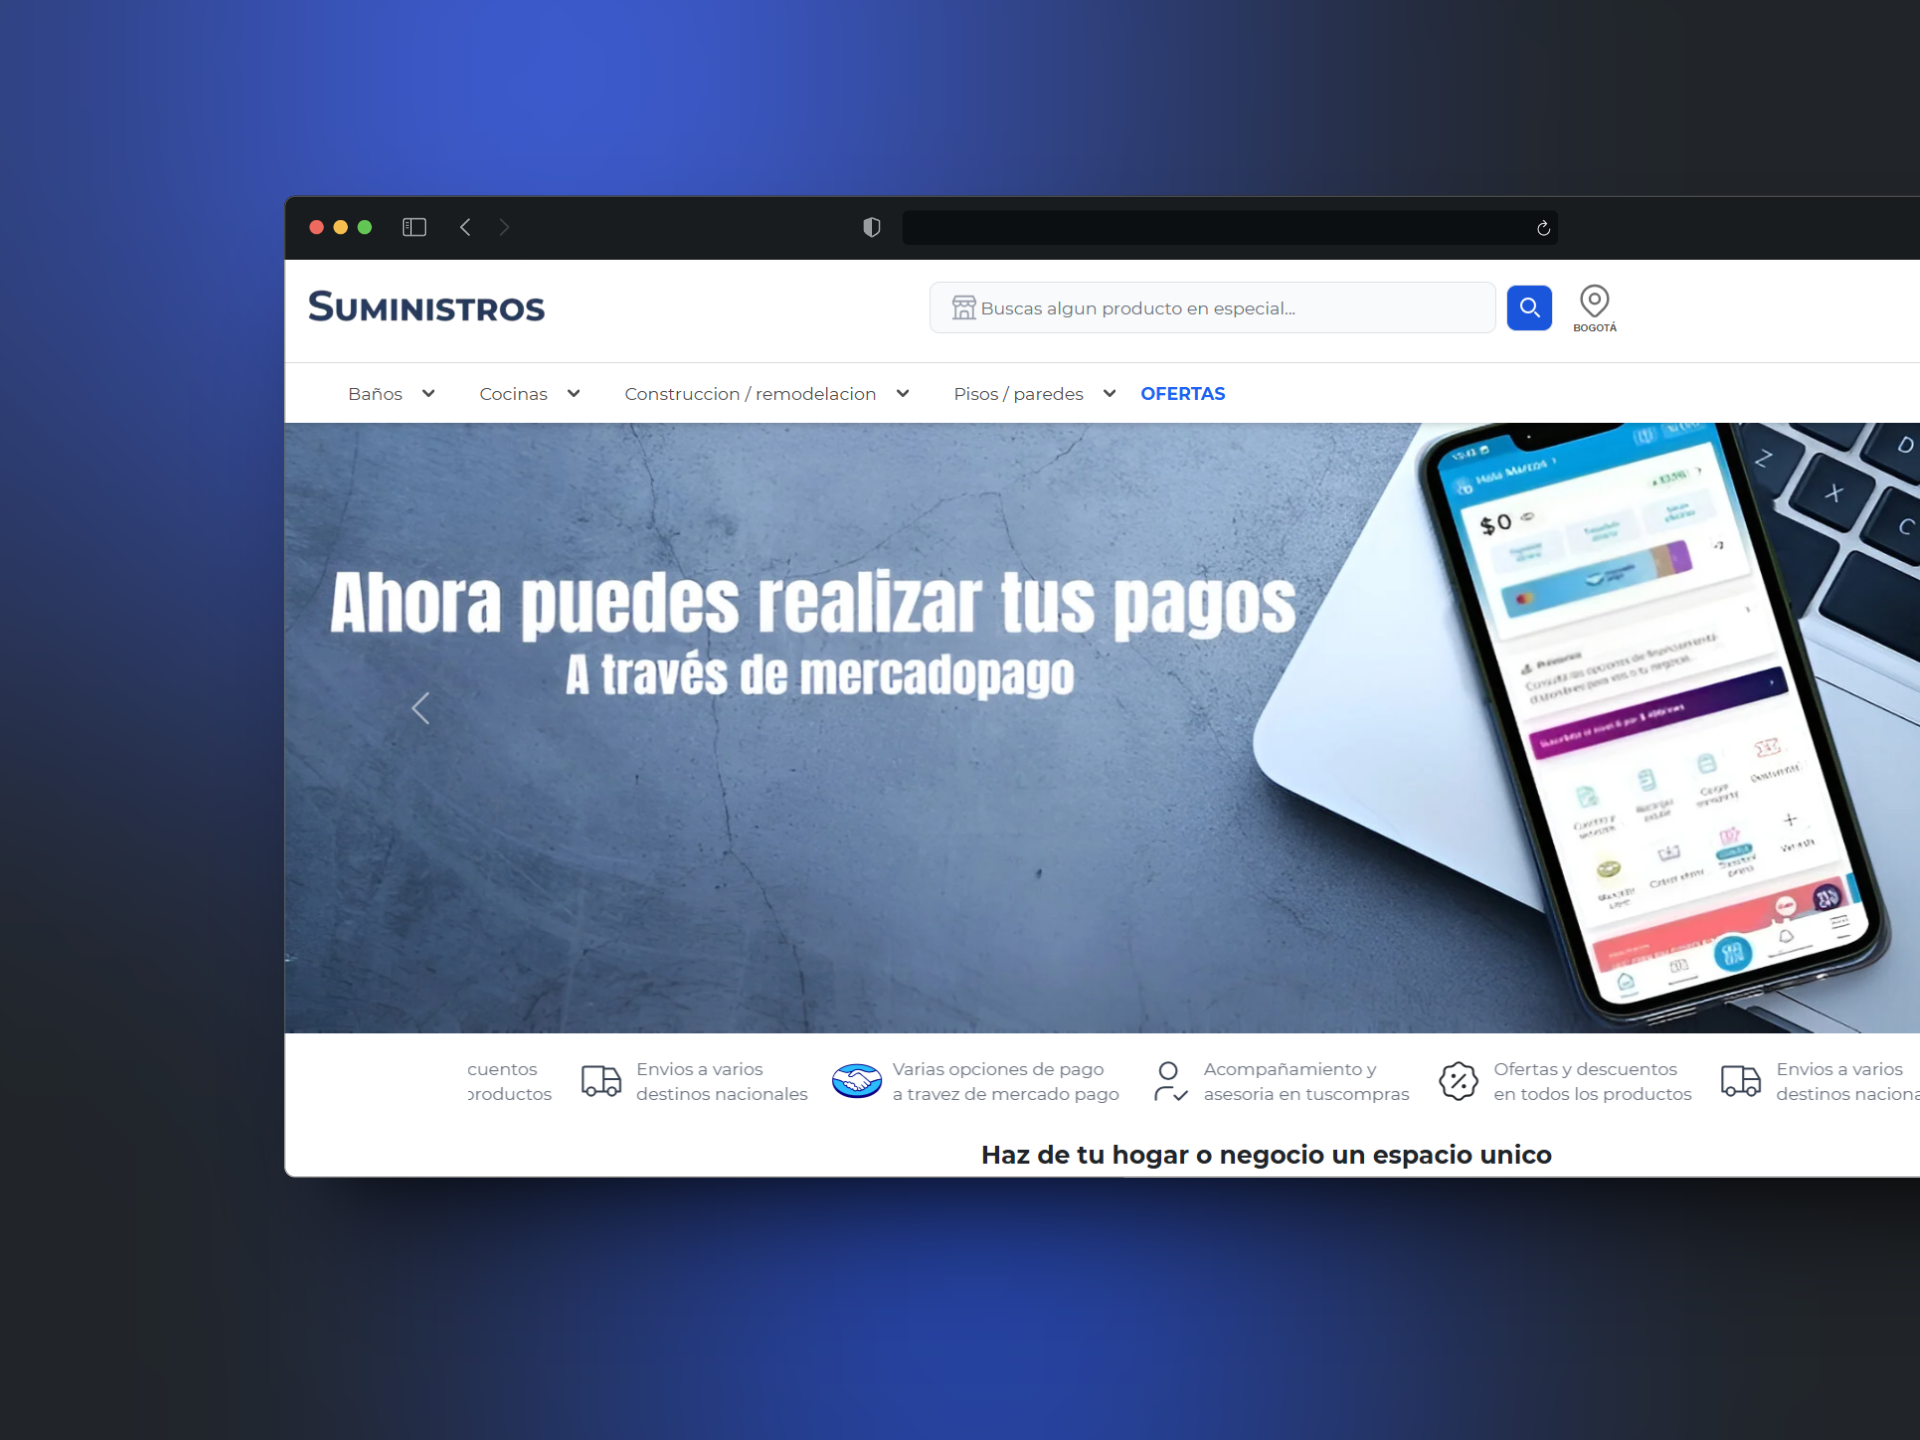 SUMINISTROS
Buscas algun producto en especial...
BOGOTÁ
Baños
Cocinas
Construccion / remodelacion
Pisos / paredes
OFERTAS
Ahora puedes realizar tus pagos
A través de mercadopago
Hola Marcos
$0
Z
X
D
C
cuentos
productos
Envios a varios
destinos nacionales
Varias opciones de pago
a travez de mercado pago
Acompañamiento y
asesoria en tuscompras
Ofertas y descuentos
en todos los productos
Envios a varios
destinos naciona
Haz de tu hogar o negocio un espacio unico